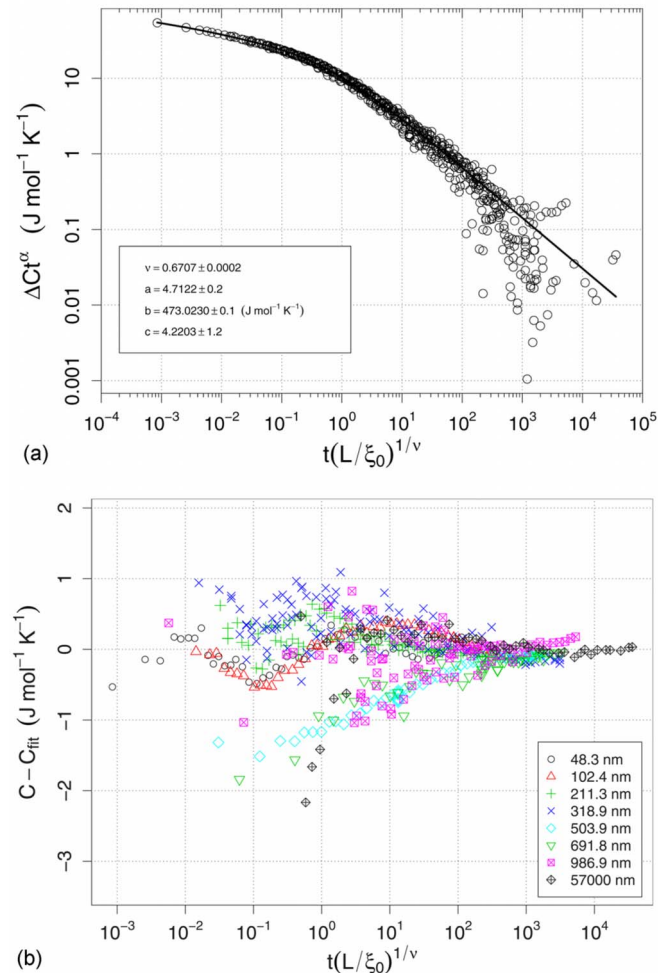 10
1
0.1
0.01
0.001
ΔCt^α (J mol⁻¹ K⁻¹)
ν = 0.6707 ± 0.0002
a = 4.7122 ± 0.2
b = 473.0230 ± 0.1 (J mol⁻¹ K⁻¹)
c = 4.2203 ± 1.2
10⁻⁴ 10⁻³ 10⁻² 10⁻¹ 10⁰ 10¹ 10² 10³ 10⁴ 10⁵
(a) t(L/ξ₀)^1/ν
2
1
0
−1
−2
−3
C − C_fit (J mol⁻¹ K⁻¹)
48.3 nm
102.4 nm
211.3 nm
318.9 nm
503.9 nm
691.8 nm
986.9 nm
57000 nm
10⁻³ 10⁻² 10⁻¹ 10⁰ 10¹ 10² 10³ 10⁴
(b) t(L/ξ₀)^1/ν